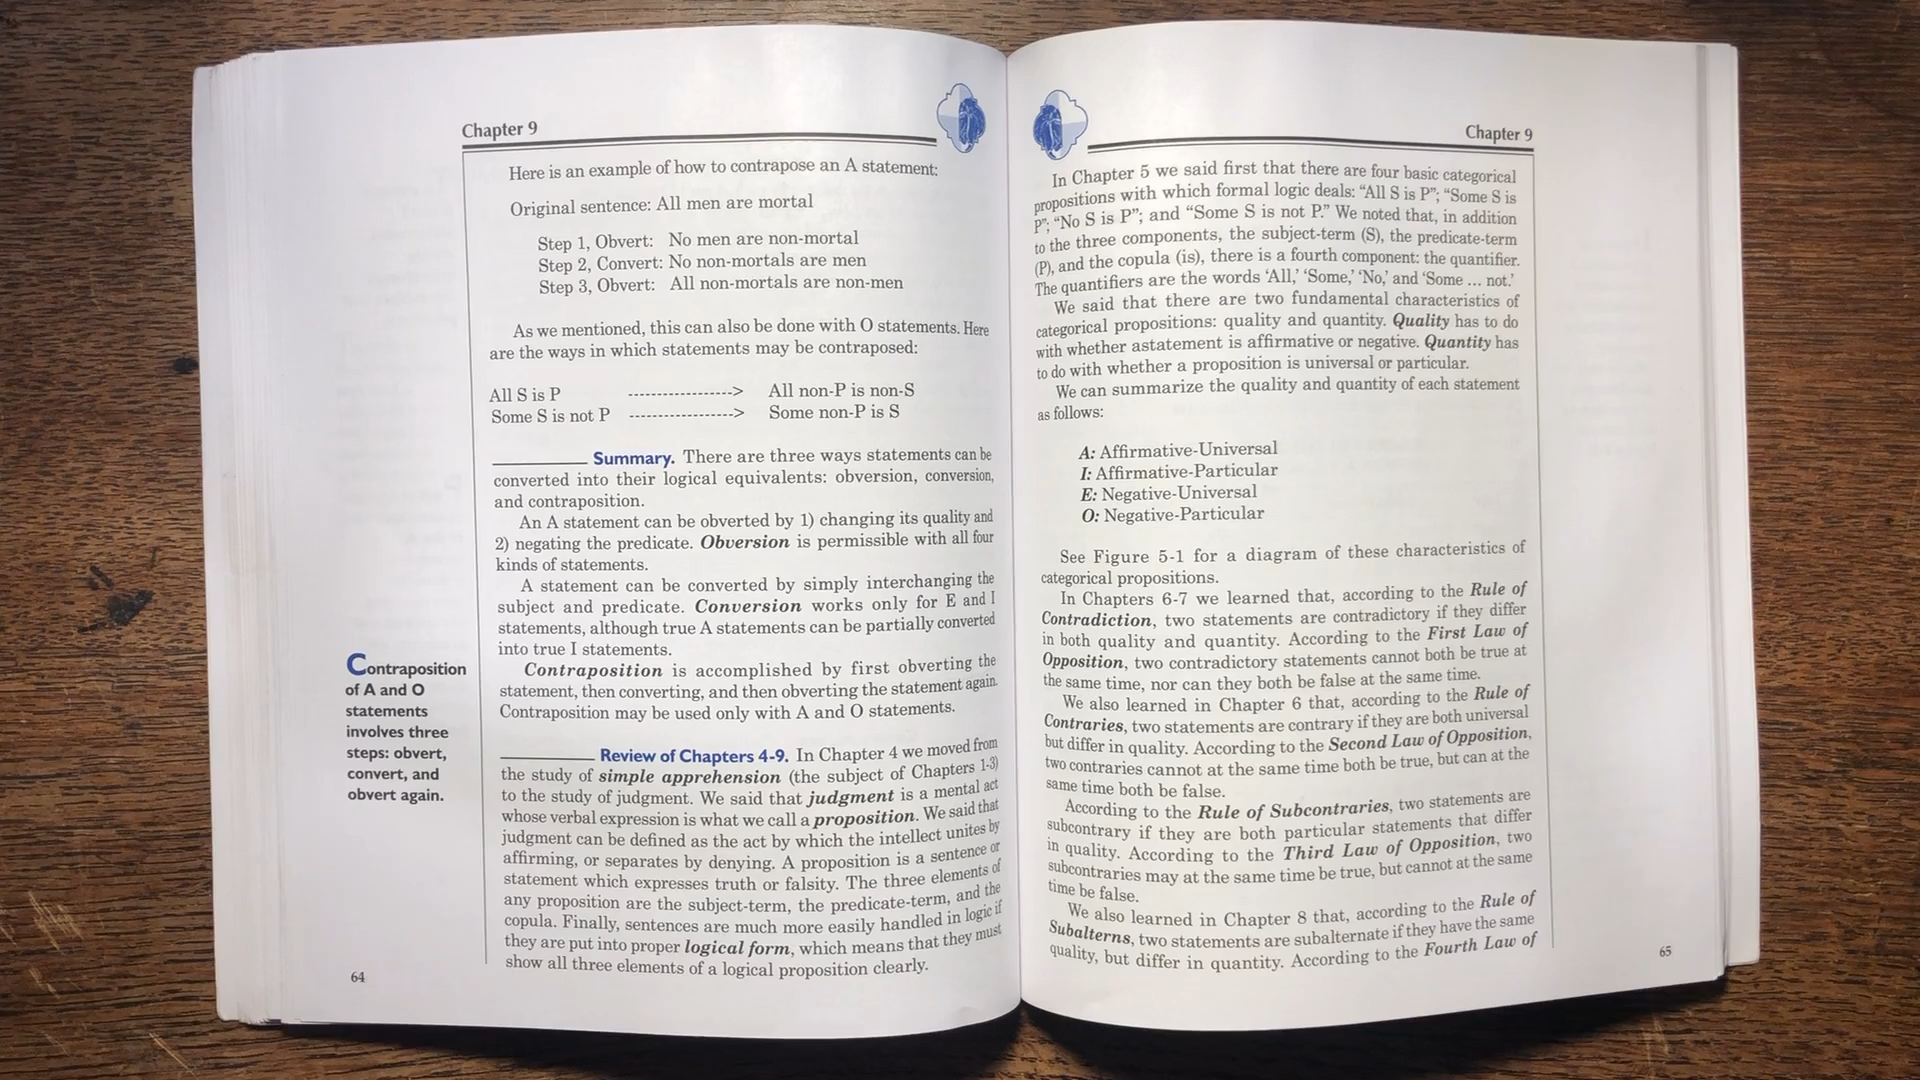 Chapter 9
Here is an example of how to contrapose an A statement:
Original sentence: All men are mortal
Step 1, Obvert: No men are non-mortal
Step 2, Convert: No non-mortals are men
Step 3, Obvert: All non-mortals are non-men
As we mentioned, this can also be done with O statements. Here
are the ways in which statements may be contraposed:
All S is P -----------------> All non-P is non-S
Some S is not P -----------------> Some non-P is S
Summary. There are three ways statements can be
converted into their logical equivalents: obversion, conversion,
and contraposition.
An A statement can be obverted by 1) changing its quality and
2) negating the predicate. Obversion is permissible with all four
kinds of statements.
A statement can be converted by simply interchanging the
subject and predicate. Conversion works only for E and I
statements, although true A statements can be partially converted
into true I statements.
Contraposition is accomplished by first obverting the
statement, then converting, and then obverting the statement again.
Contraposition may be used only with A and O statements.
Contraposition
of A and O
statements
involves three
steps: obvert,
convert, and
obvert again.
Review of Chapters 4-9. In Chapter 4 we moved from
the study of simple apprehension (the subject of Chapters 1-3)
to the study of judgment. We said that judgment is a mental act
whose verbal expression is what we call a proposition. We said that
judgment can be defined as the act by which the intellect unites by
affirming, or separates by denying. A proposition is a sentence or
statement which expresses truth or falsity. The three elements of
any proposition are the subject-term, the predicate-term, and the
copula. Finally, sentences are much more easily handled in logic if
they are put into proper logical form, which means that they must
show all three elements of a logical proposition clearly.
64
Chapter 9
In Chapter 5 we said first that there are four basic categorical
propositions with which formal logic deals: “All S is P”; “Some S is
P”; “No S is P”; and “Some S is not P.” We noted that, in addition
to the three components, the subject-term (S), the predicate-term
(P), and the copula (is), there is a fourth component: the quantifier.
The quantifiers are the words ‘All,’ ‘Some,’ ‘No,’ and ‘Some ... not.’
We said that there are two fundamental characteristics of
categorical propositions: quality and quantity. Quality has to do
with whether astatement is affirmative or negative. Quantity has
to do with whether a proposition is universal or particular.
We can summarize the quality and quantity of each statement
as follows:
A: Affirmative-Universal
I: Affirmative-Particular
E: Negative-Universal
O: Negative-Particular
See Figure 5-1 for a diagram of these characteristics of
categorical propositions.
In Chapters 6-7 we learned that, according to the Rule of
Contradiction, two statements are contradictory if they differ
in both quality and quantity. According to the First Law of
Opposition, two contradictory statements cannot both be true at
the same time, nor can they both be false at the same time.
We also learned in Chapter 6 that, according to the Rule of
Contraries, two statements are contrary if they are both universal
but differ in quality. According to the Second Law of Opposition,
two contraries cannot at the same time both be true, but can at the
same time both be false.
According to the Rule of Subcontraries, two statements are
subcontrary if they are both particular statements that differ
in quality. According to the Third Law of Opposition, two
subcontraries may at the same time be true, but cannot at the same
time be false.
We also learned in Chapter 8 that, according to the Rule of
Subalterns, two statements are subalternate if they have the same
quality, but differ in quantity. According to the Fourth Law of
65